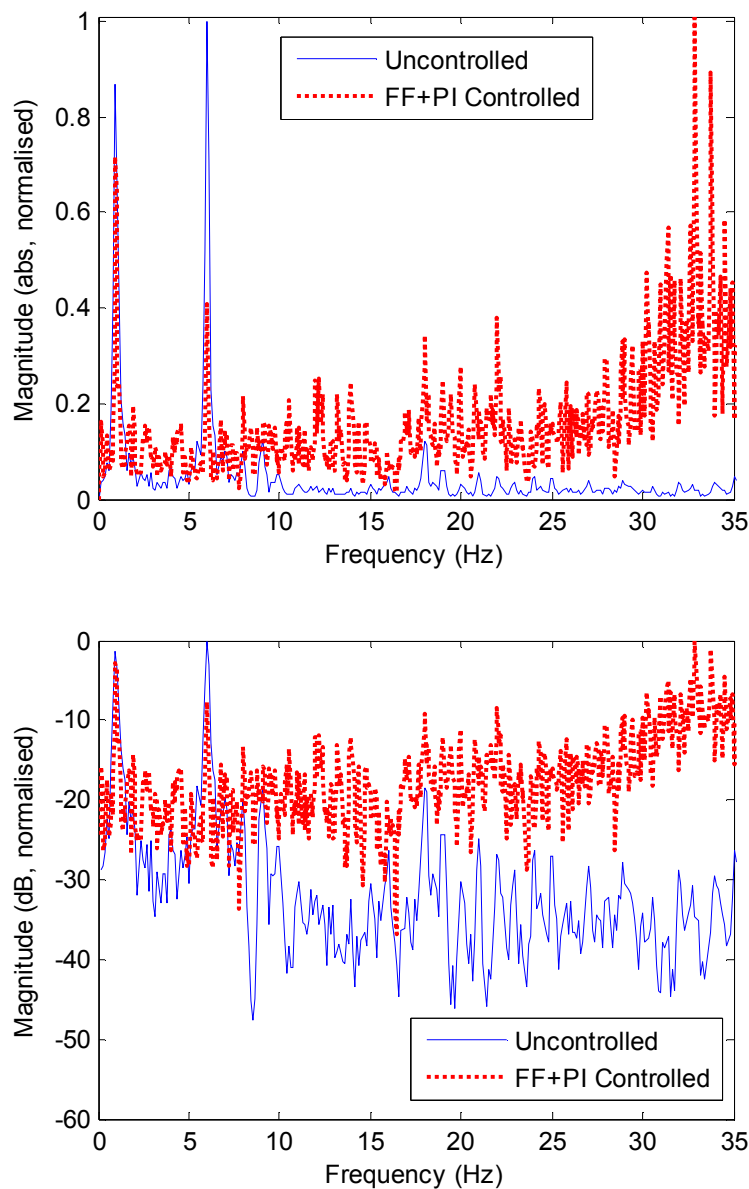 1
0.8
0.6
0.4
0.2
0
Magnitude (abs, normalised)
Uncontrolled
FF+PI Controlled
0 5 10 15 20 25 30 35
Frequency (Hz)
0
-10
-20
-30
-40
-50
-60
Magnitude (dB, normalised)
Uncontrolled
FF+PI Controlled
0 5 10 15 20 25 30 35
Frequency (Hz)